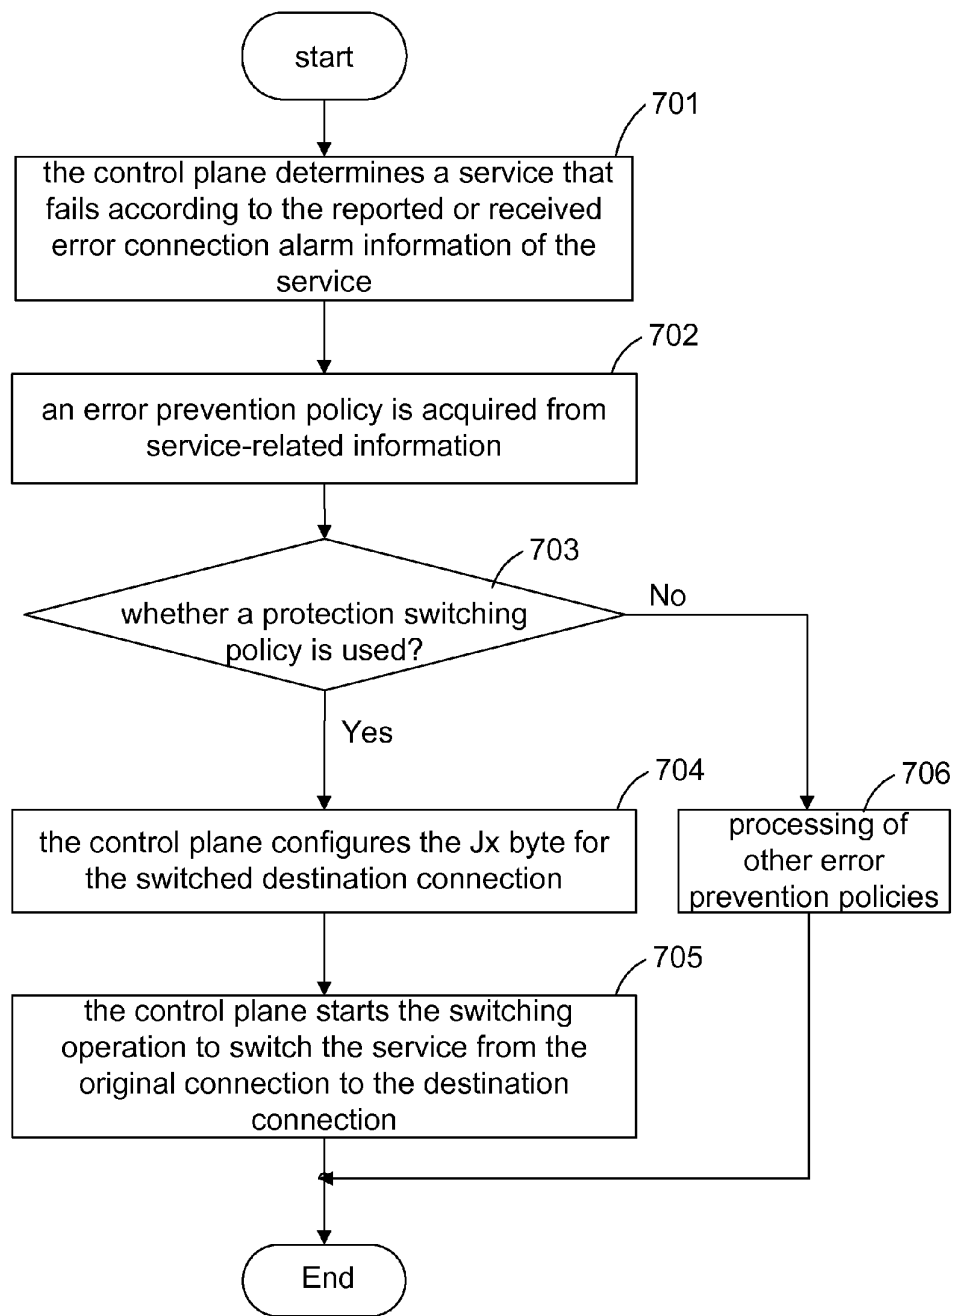 start
701
the control plane determines a service that
fails according to the reported or received
error connection alarm information of the
service
702
an error prevention policy is acquired from
service-related information
703
whether a protection switching
policy is used?
No
Yes
704
the control plane configures the Jx byte for
the switched destination connection
706
processing of
other error
prevention policies
705
the control plane starts the switching
operation to switch the service from the
original connection to the destination
connection
End